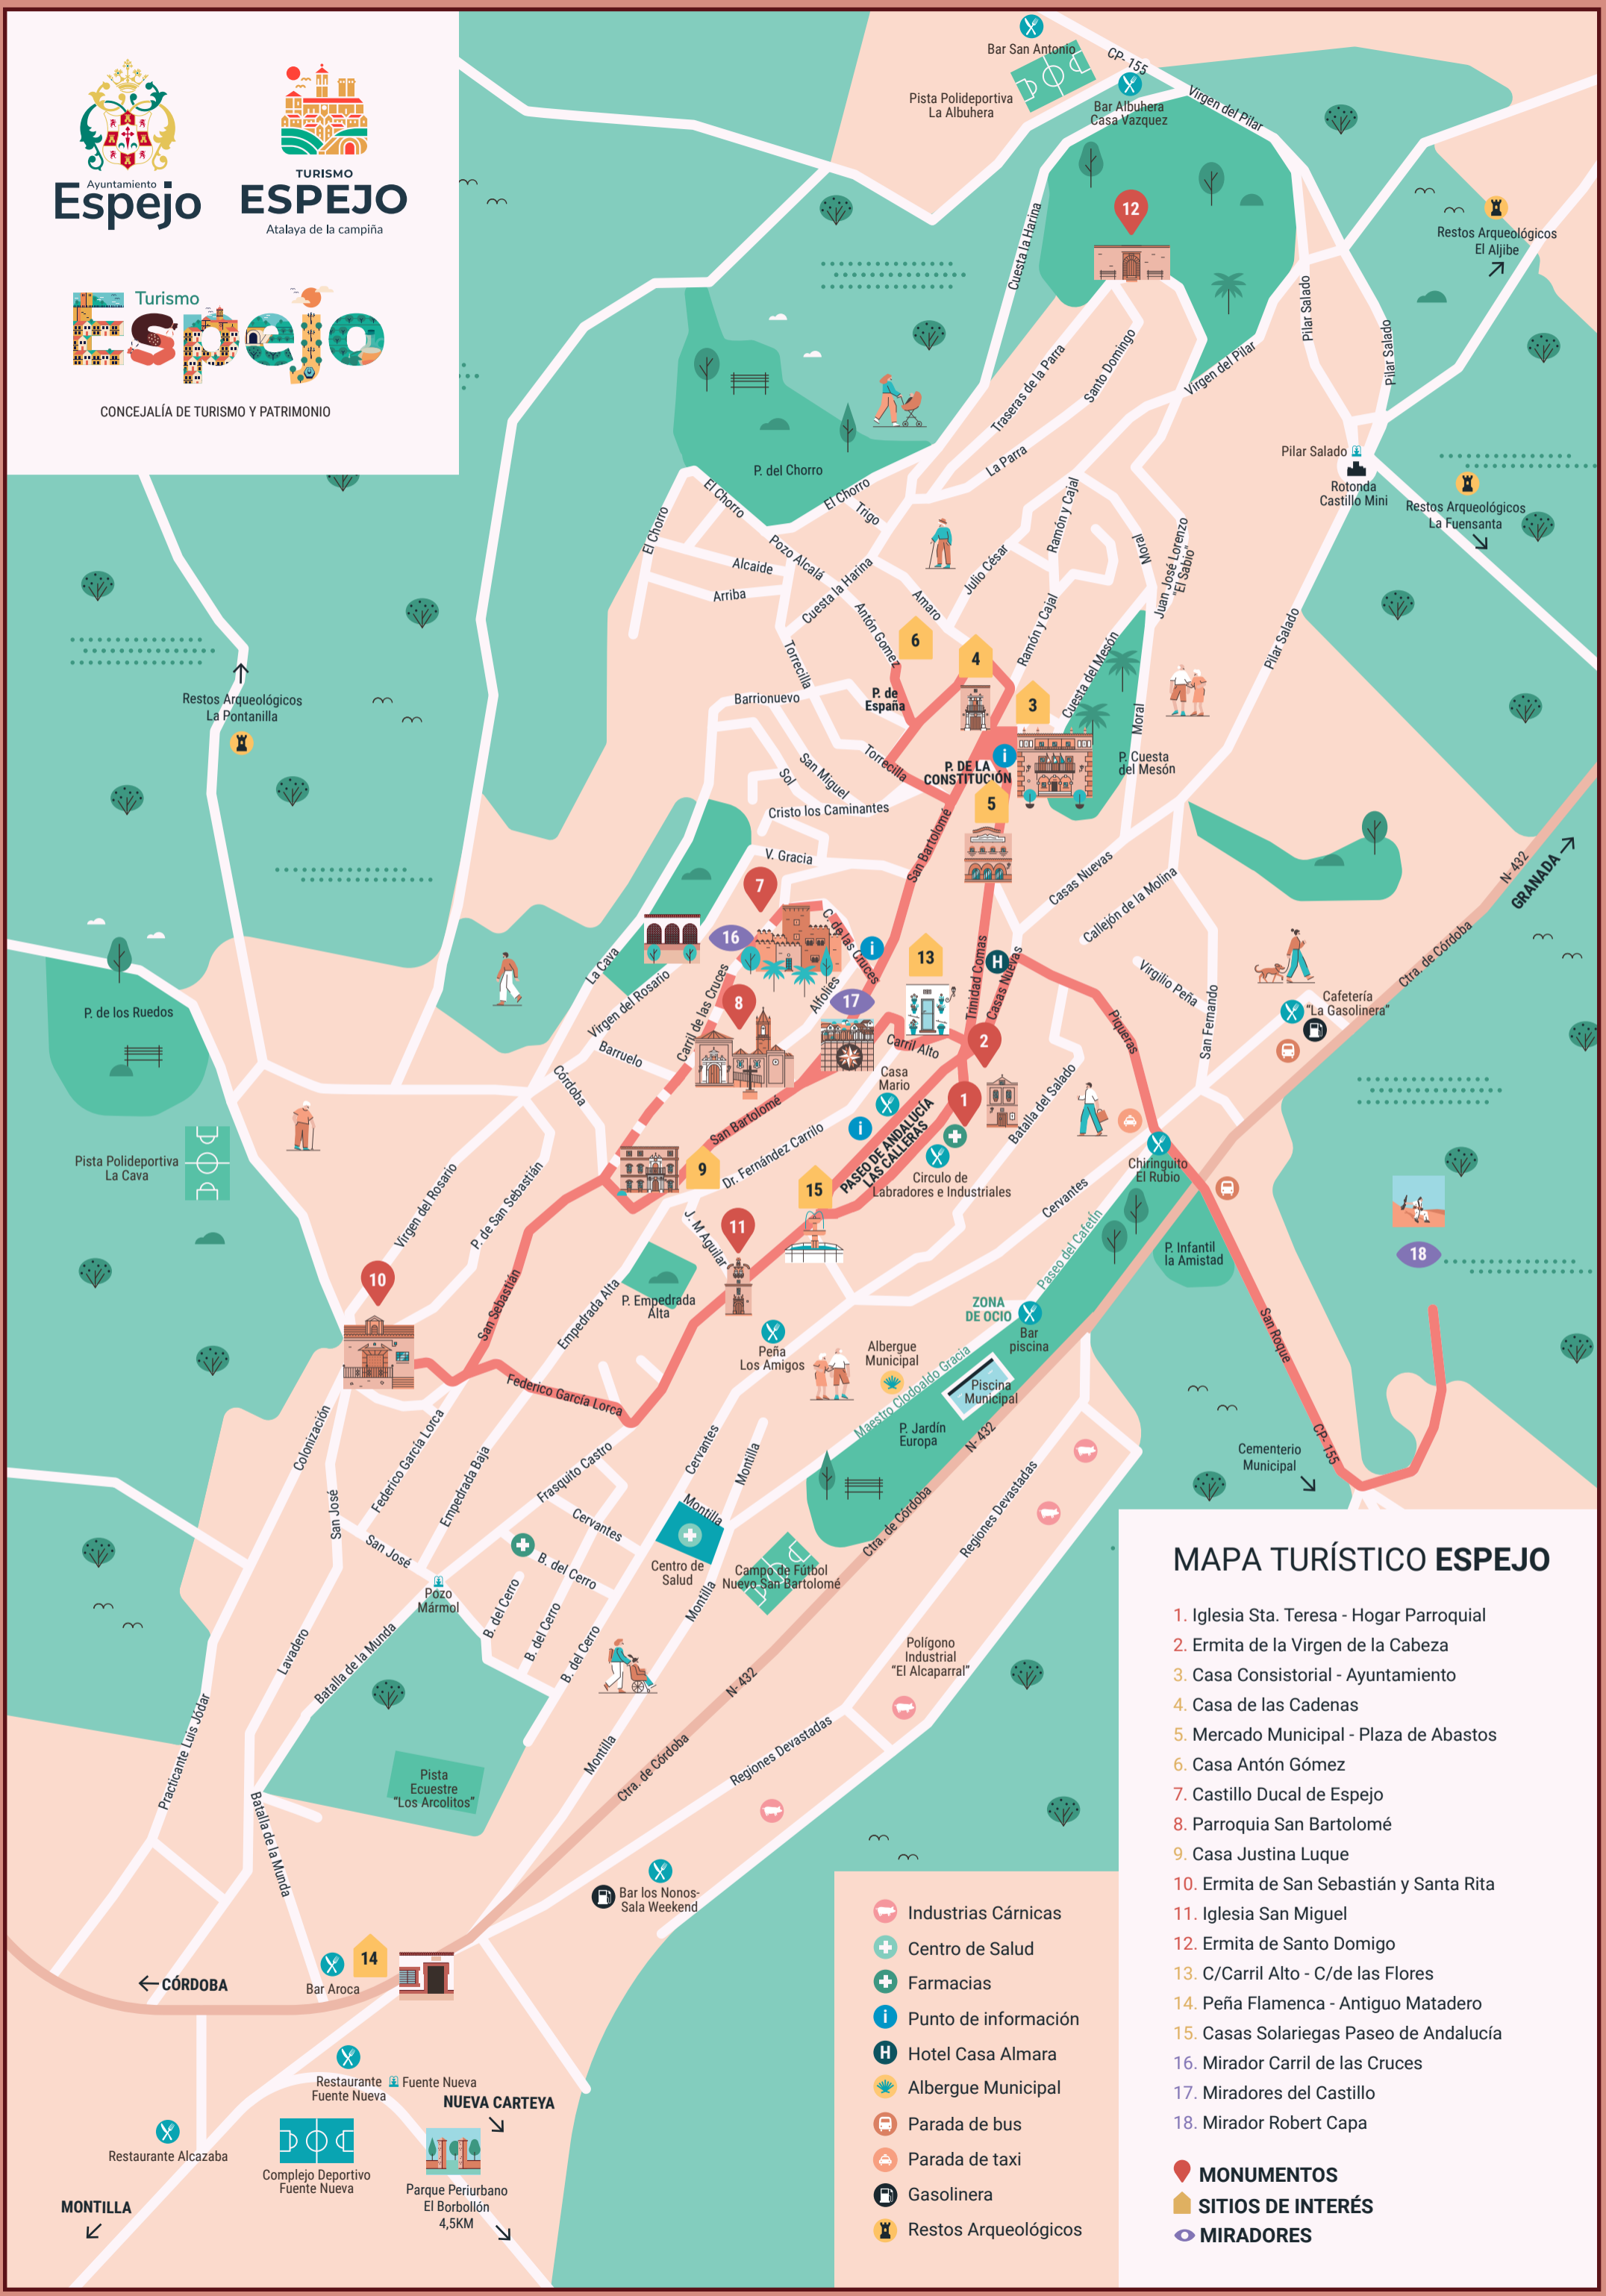 Ayuntamiento
Espejo
TURISMO
ESPEJO
Atalaya de la campiña
Turismo
Espejo
CONCEJALÍA DE TURISMO Y PATRIMONIO
Bar San Antonio
CP- 155
Pista Polideportiva
La Albuhera
Bar Albuhera
Casa Vazquez
Virgen del Pilar
12
Cuesta la Harina
Restos Arqueológicos
El Aljibe
Pilar Salado
Pilar Salado
Traseras de la Parra
Santo Domingo
Virgen del Pilar
La Parra
P. del Chorro
El Chorro
El Chorro
El Chorro
Trigo
Pilar Salado
Rotonda
Castillo Mini
Restos Arqueológicos
La Fuensanta
Pozo Alcalá
Alcaide
Arriba
Cuesta la Harina
Antón Gomez
Amaro
Julio César
Ramón y Cajal
Ramón y Cajal
Moral
Juan José Lorenzo
"El Sabio"
Pilar Salado
Torrecilla
6
4
3
Cuesta del Mesón
Moral
Restos Arqueológicos
La Pontanilla
Barrionuevo
P. de
España
Torrecilla
P. DE LA
CONSTITUCIÓN
i
P. Cuesta
del Mesón
San Miguel
Sol
Cristo los Caminantes
5
San Bartolomé
V. Gracia
7
Casas Nuevas
Callejón de la Molina
N- 432
GRANADA
16
C. de las Cruces
i
13
H
Trinidad Comas
Casas Nuevas
La Cava
Virgen del Rosario
Carril de las Cruces
8
Alfolíes
17
Carril Alto
2
Piqueras
Virgilio Peña
San Fernando
Ctra. de Córdoba
Cafetería
"La Gasolinera"
P. de los Ruedos
Barruelo
Córdoba
Casa
Mario
1
Batalla del Salado
San Bartolomé
i
Dr. Fernández Carrilo
PASEO DE ANDALUCÍA
LAS CALLERAS
Circulo de
Labradores e Industriales
Chiringuito
El Rubio
Pista Polideportiva
La Cava
9
15
Virgen del Rosario
P. de San Sebastián
J. M Aguilar
11
Cervantes
Paseo del Cafetín
P. Infantil
la Amistad
18
10
San Sebastián
Empedrada Alta
P. Empedrada
Alta
ZONA
DE OCIO
Bar
piscina
San Roque
Peña
Los Amigos
Albergue
Municipal
Maestro Clodoaldo Gracia
Piscina
Municipal
P. Jardín
Europa
N- 432
Federico García Lorca
Colonización
Federico García Lorca
Empedrada Baja
San José
San José
Frasquito Castro
Cervantes
Cervantes
Montilla
Montilla
Centro de
Salud
Montilla
Campo de Fútbol
Nuevo San Bartolomé
Ctra. de Córdoba
Regiones Devastadas
CP- 155
Cementerio
Municipal
Pozo
Mármol
B. del Cerro
B. del Cerro
B. del Cerro
B. del Cerro
Lavadero
Batalla de la Munda
Practicante Luis Jódar
Batalla de la Munda
Pista
Ecuestre
"Los Arcolitos"
Montilla
Ctra. de Córdoba
N- 432
Regiones Devastadas
Polígono
Industrial
"El Alcaparral"
Bar los Nonos-
Sala Weekend
14
Bar Aroca
CÓRDOBA
Restaurante
Fuente Nueva
Fuente Nueva
NUEVA CARTEYA
Restaurante Alcazaba
Complejo Deportivo
Fuente Nueva
Parque Periurbano
El Borbollón
4,5KM
MONTILLA
Industrias Cárnicas
Centro de Salud
Farmacias
i Punto de información
H Hotel Casa Almara
Albergue Municipal
Parada de bus
Parada de taxi
Gasolinera
Restos Arqueológicos
MAPA TURÍSTICO ESPEJO
1. Iglesia Sta. Teresa - Hogar Parroquial
2. Ermita de la Virgen de la Cabeza
3. Casa Consistorial - Ayuntamiento
4. Casa de las Cadenas
5. Mercado Municipal - Plaza de Abastos
6. Casa Antón Gómez
7. Castillo Ducal de Espejo
8. Parroquia San Bartolomé
9. Casa Justina Luque
10. Ermita de San Sebastián y Santa Rita
11. Iglesia San Miguel
12. Ermita de Santo Domigo
13. C/Carril Alto - C/de las Flores
14. Peña Flamenca - Antiguo Matadero
15. Casas Solariegas Paseo de Andalucía
16. Mirador Carril de las Cruces
17. Miradores del Castillo
18. Mirador Robert Capa
MONUMENTOS
SITIOS DE INTERÉS
MIRADORES